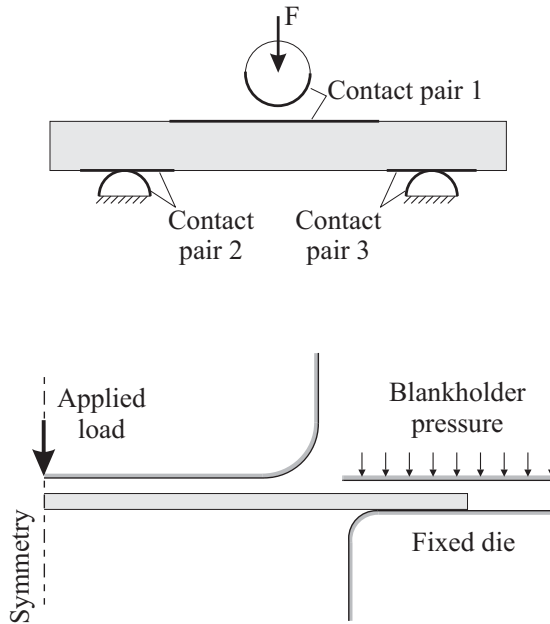 F
Contact pair 1
Contact
pair 2
Contact
pair 3
Applied
load
Blankholder
pressure
Symmetry
Fixed die